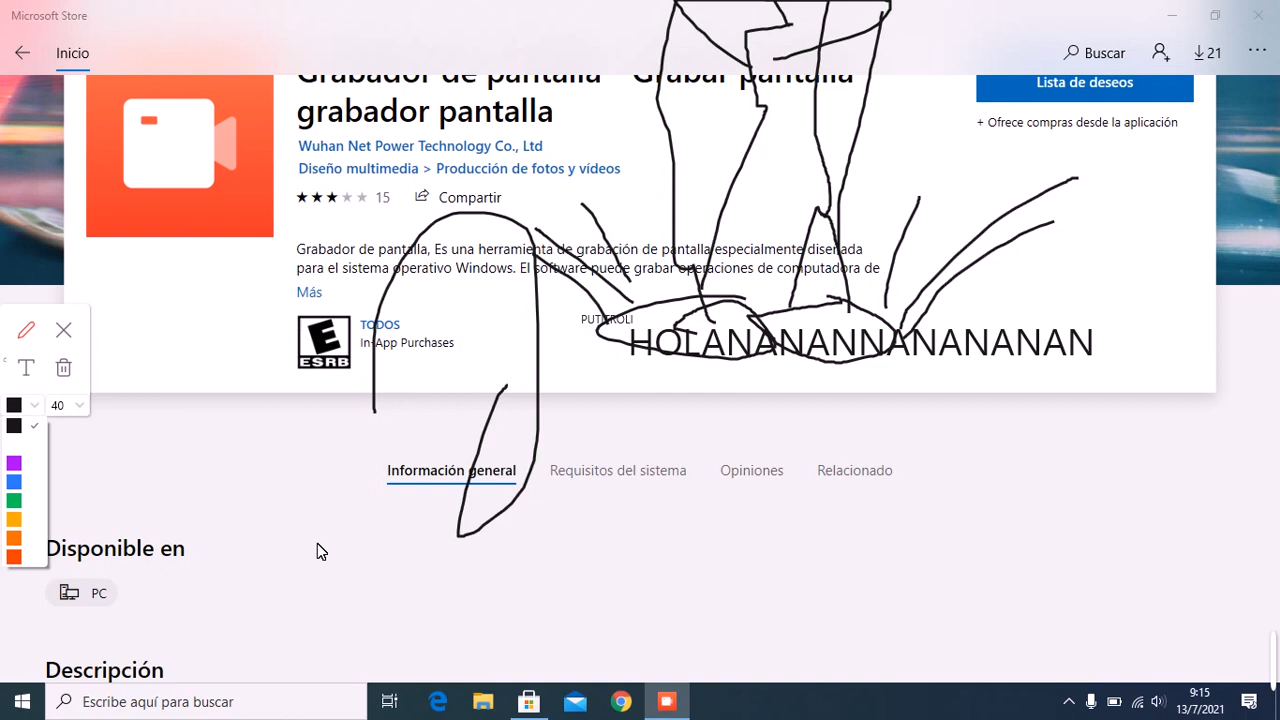 Microsoft Store
Inicio
Buscar
21
Grabador de pantalla - Grabar pantalla
grabador pantalla
Wuhan Net Power Technology Co., Ltd
Diseño multimedia > Producción de fotos y vídeos
15
Compartir
Lista de deseos
+ Ofrece compras desde la aplicación
Grabador de pantalla, Es una herramienta de grabación de pantalla especialmente diseñada
para el sistema operativo Windows. El software puede grabar operaciones de computadora de
Más
E
ESRB
TODOS
In-App Purchases
HOLANANANNANANANAN
T
40
Información general
Requisitos del sistema
Opiniones
Relacionado
Disponible en
PC
Descripción
Escribe aquí para buscar
9:15
13/7/2021